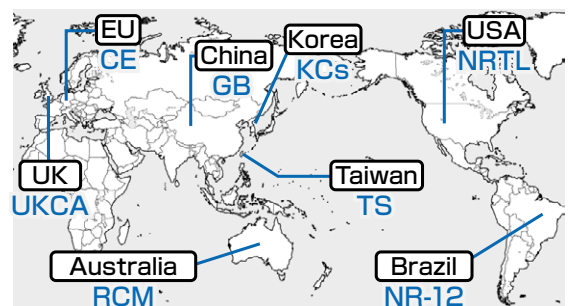 EU
CE
China
GB
Korea
KCs
USA
NRTL
UK
UKCA
Taiwan
TS
Australia
RCM
Brazil
NR-12